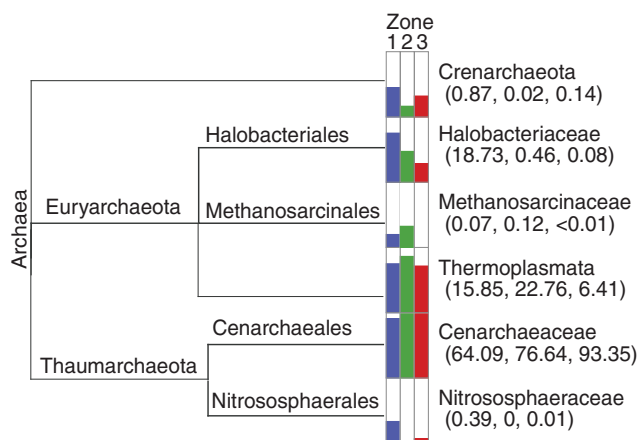 Zone
1 2 3
Crenarchaeota
(0.87, 0.02, 0.14)
Halobacteriales
Halobacteriaceae
(18.73, 0.46, 0.08)
Archaea
Euryarchaeota
Methanosarcinales
Methanosarcinaceae
(0.07, 0.12, <0.01)
Thermoplasmata
(15.85, 22.76, 6.41)
Cenarchaeales
Cenarchaeaceae
(64.09, 76.64, 93.35)
Thaumarchaeota
Nitrososphaerales
Nitrososphaeraceae
(0.39, 0, 0.01)